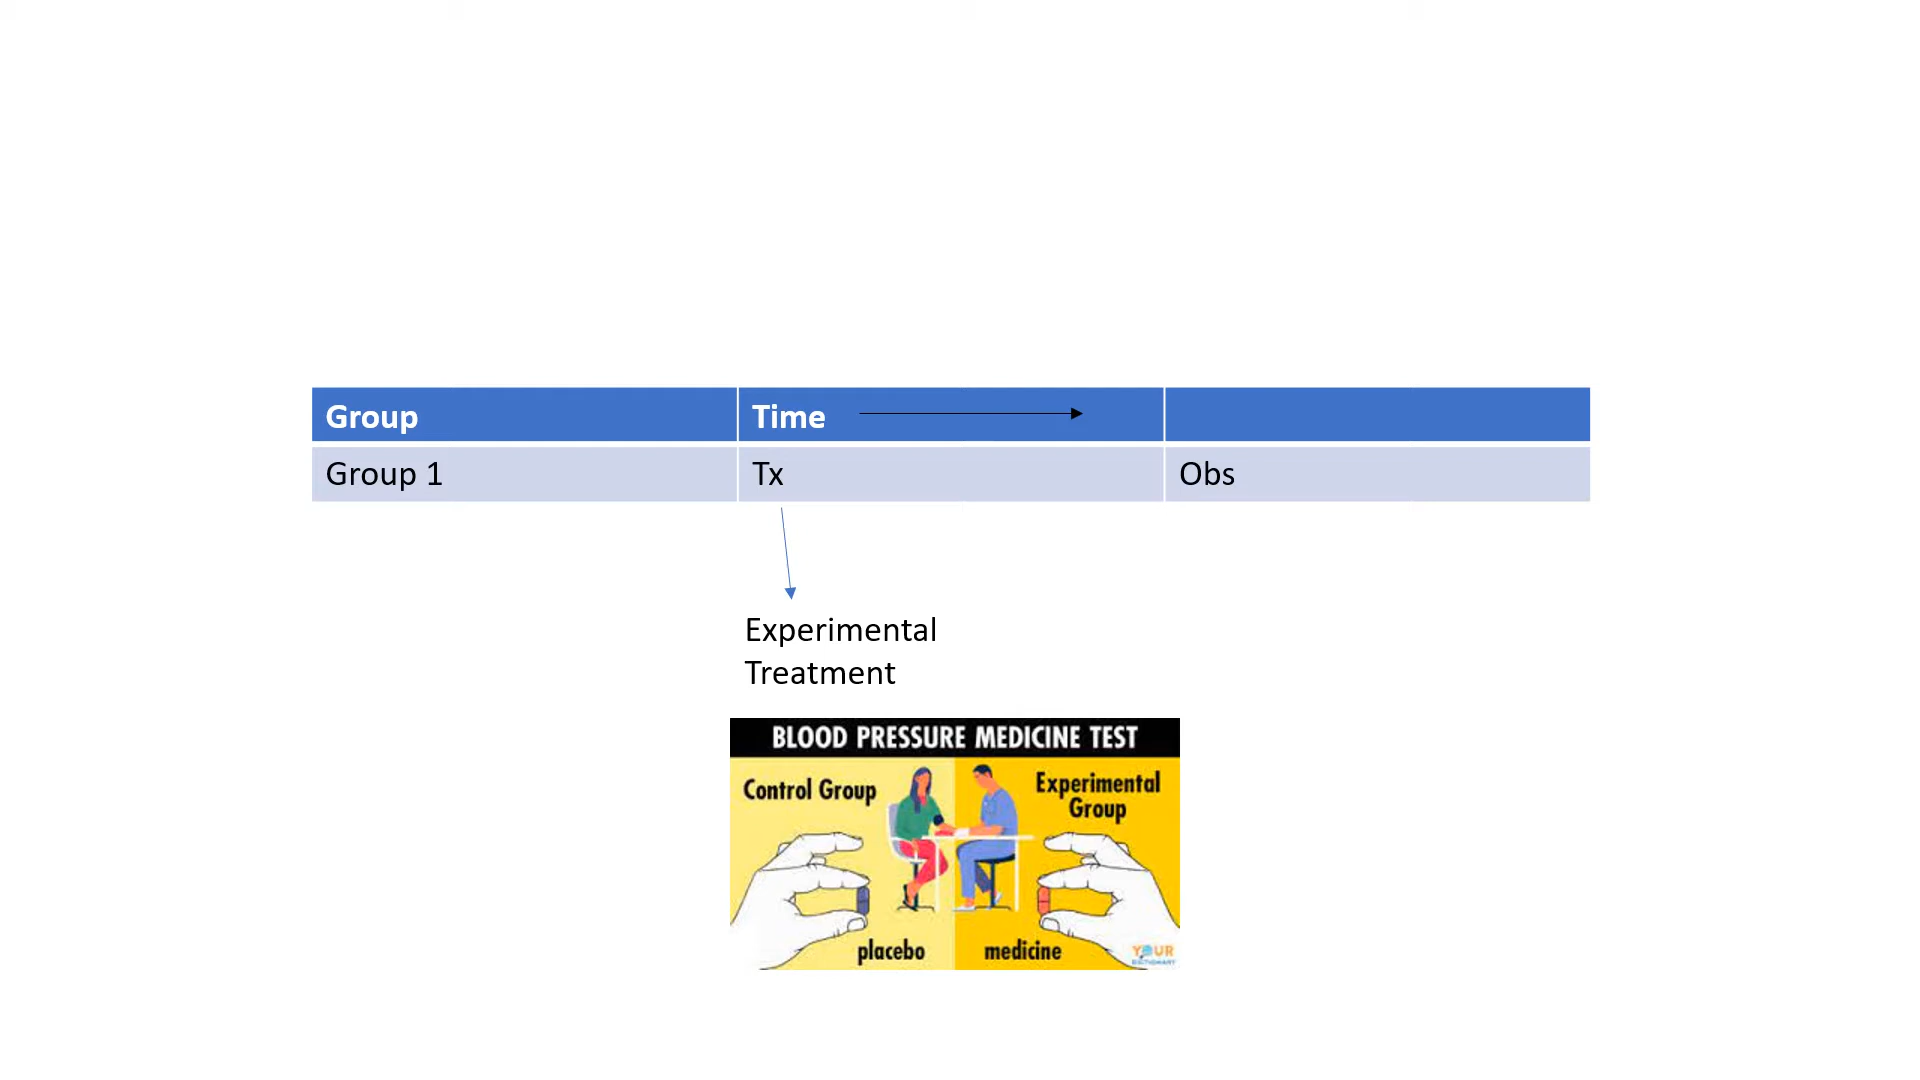 Group Time
Group 1 Tx Obs
Experimental
Treatment
BLOOD PRESSURE MEDICINE TEST
Control Group
Experimental
Group
placebo
medicine
YOUR
DICTIONARY